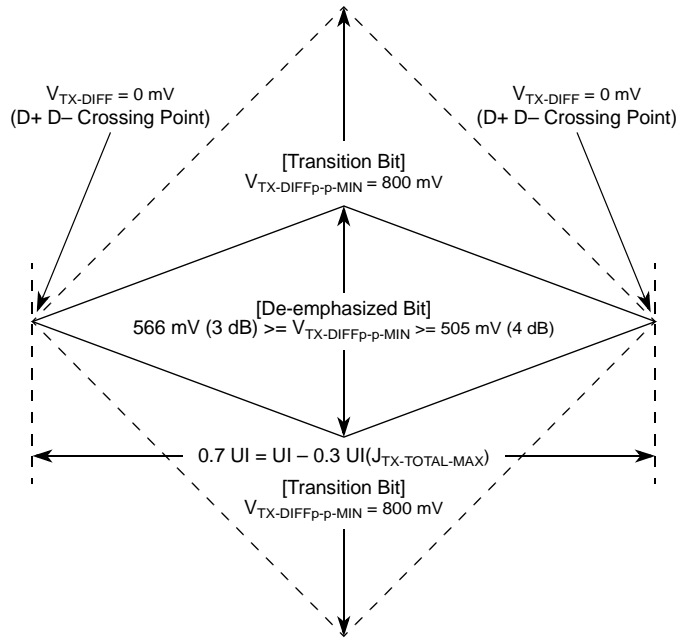 V_TX-DIFF = 0 mV
(D+ D– Crossing Point)
V_TX-DIFF = 0 mV
(D+ D– Crossing Point)
[Transition Bit]
V_TX-DIFFp-p-MIN = 800 mV
[De-emphasized Bit]
566 mV (3 dB) >= V_TX-DIFFp-p-MIN >= 505 mV (4 dB)
0.7 UI = UI – 0.3 UI(J_TX-TOTAL-MAX)
[Transition Bit]
V_TX-DIFFp-p-MIN = 800 mV